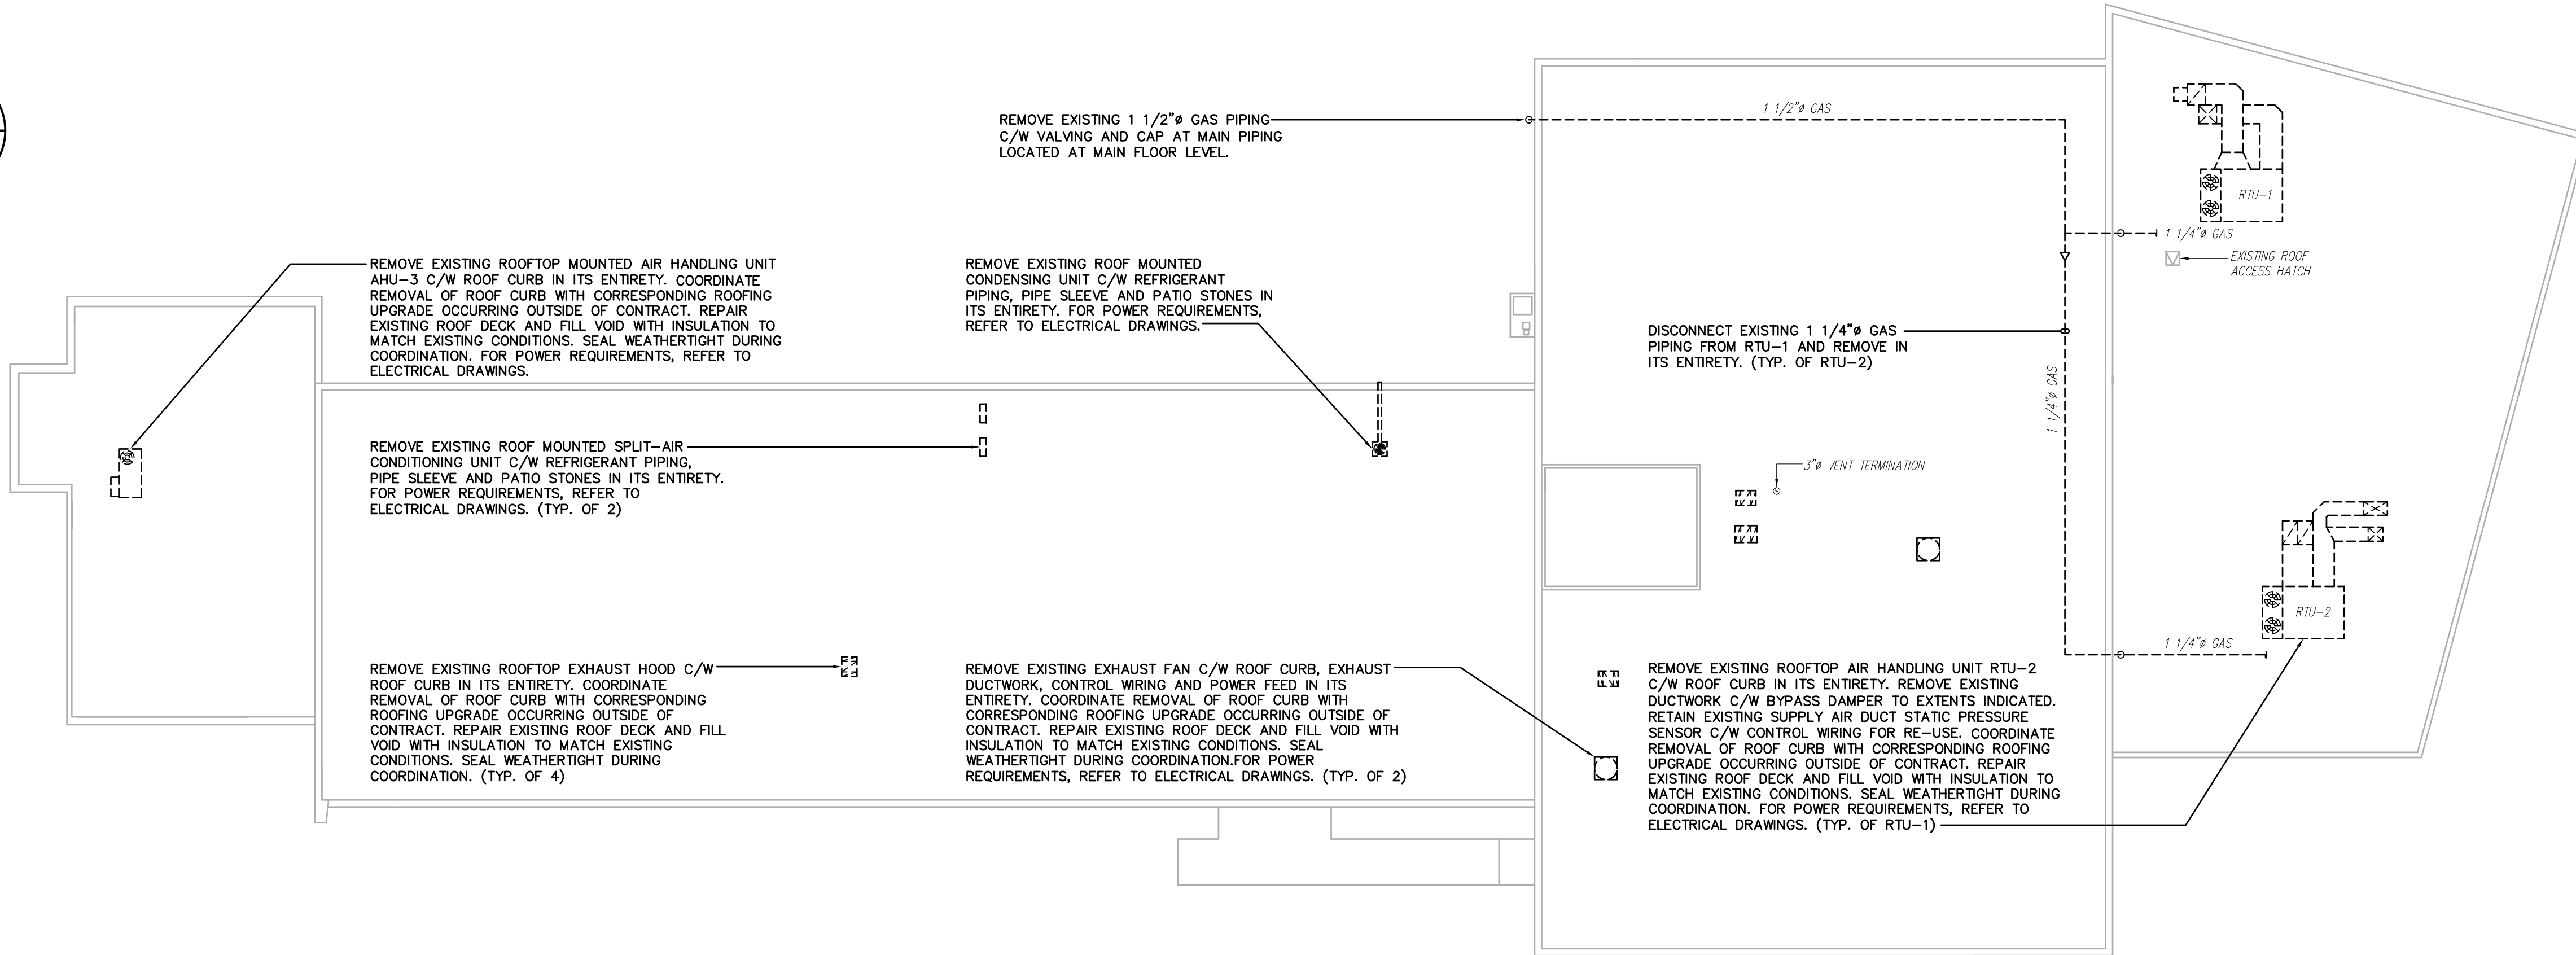 REMOVE EXISTING 1 1/2"ø GAS PIPING
C/W VALVING AND CAP AT MAIN PIPING
LOCATED AT MAIN FLOOR LEVEL.
1 1/2"ø GAS
RTU-1
1 1/4"ø GAS
EXISTING ROOF
ACCESS HATCH
REMOVE EXISTING ROOFTOP MOUNTED AIR HANDLING UNIT
AHU-3 C/W ROOF CURB IN ITS ENTIRETY. COORDINATE
REMOVAL OF ROOF CURB WITH CORRESPONDING ROOFING
UPGRADE OCCURRING OUTSIDE OF CONTRACT. REPAIR
EXISTING ROOF DECK AND FILL VOID WITH INSULATION TO
MATCH EXISTING CONDITIONS. SEAL WEATHERTIGHT DURING
COORDINATION. FOR POWER REQUIREMENTS, REFER TO
ELECTRICAL DRAWINGS.
REMOVE EXISTING ROOF MOUNTED
CONDENSING UNIT C/W REFRIGERANT
PIPING, PIPE SLEEVE AND PATIO STONES IN
ITS ENTIRETY. FOR POWER REQUIREMENTS,
REFER TO ELECTRICAL DRAWINGS.
DISCONNECT EXISTING 1 1/4"ø GAS
PIPING FROM RTU-1 AND REMOVE IN
ITS ENTIRETY. (TYP. OF RTU-2)
1 1/4"ø GAS
REMOVE EXISTING ROOF MOUNTED SPLIT-AIR
CONDITIONING UNIT C/W REFRIGERANT PIPING,
PIPE SLEEVE AND PATIO STONES IN ITS ENTIRETY.
FOR POWER REQUIREMENTS, REFER TO
ELECTRICAL DRAWINGS. (TYP. OF 2)
3"ø VENT TERMINATION
RTU-2
1 1/4"ø GAS
REMOVE EXISTING ROOFTOP EXHAUST HOOD C/W
ROOF CURB IN ITS ENTIRETY. COORDINATE
REMOVAL OF ROOF CURB WITH CORRESPONDING
ROOFING UPGRADE OCCURRING OUTSIDE OF
CONTRACT. REPAIR EXISTING ROOF DECK AND FILL
VOID WITH INSULATION TO MATCH EXISTING
CONDITIONS. SEAL WEATHERTIGHT DURING
COORDINATION. (TYP. OF 4)
REMOVE EXISTING EXHAUST FAN C/W ROOF CURB, EXHAUST
DUCTWORK, CONTROL WIRING AND POWER FEED IN ITS
ENTIRETY. COORDINATE REMOVAL OF ROOF CURB WITH
CORRESPONDING ROOFING UPGRADE OCCURRING OUTSIDE OF
CONTRACT. REPAIR EXISTING ROOF DECK AND FILL VOID WITH
INSULATION TO MATCH EXISTING CONDITIONS. SEAL
WEATHERTIGHT DURING COORDINATION.FOR POWER
REQUIREMENTS, REFER TO ELECTRICAL DRAWINGS. (TYP. OF 2)
REMOVE EXISTING ROOFTOP AIR HANDLING UNIT RTU-2
C/W ROOF CURB IN ITS ENTIRETY. REMOVE EXISTING
DUCTWORK C/W BYPASS DAMPER TO EXTENTS INDICATED.
RETAIN EXISTING SUPPLY AIR DUCT STATIC PRESSURE
SENSOR C/W CONTROL WIRING FOR RE-USE. COORDINATE
REMOVAL OF ROOF CURB WITH CORRESPONDING ROOFING
UPGRADE OCCURRING OUTSIDE OF CONTRACT. REPAIR
EXISTING ROOF DECK AND FILL VOID WITH INSULATION TO
MATCH EXISTING CONDITIONS. SEAL WEATHERTIGHT DURING
COORDINATION. FOR POWER REQUIREMENTS, REFER TO
ELECTRICAL DRAWINGS. (TYP. OF RTU-1)